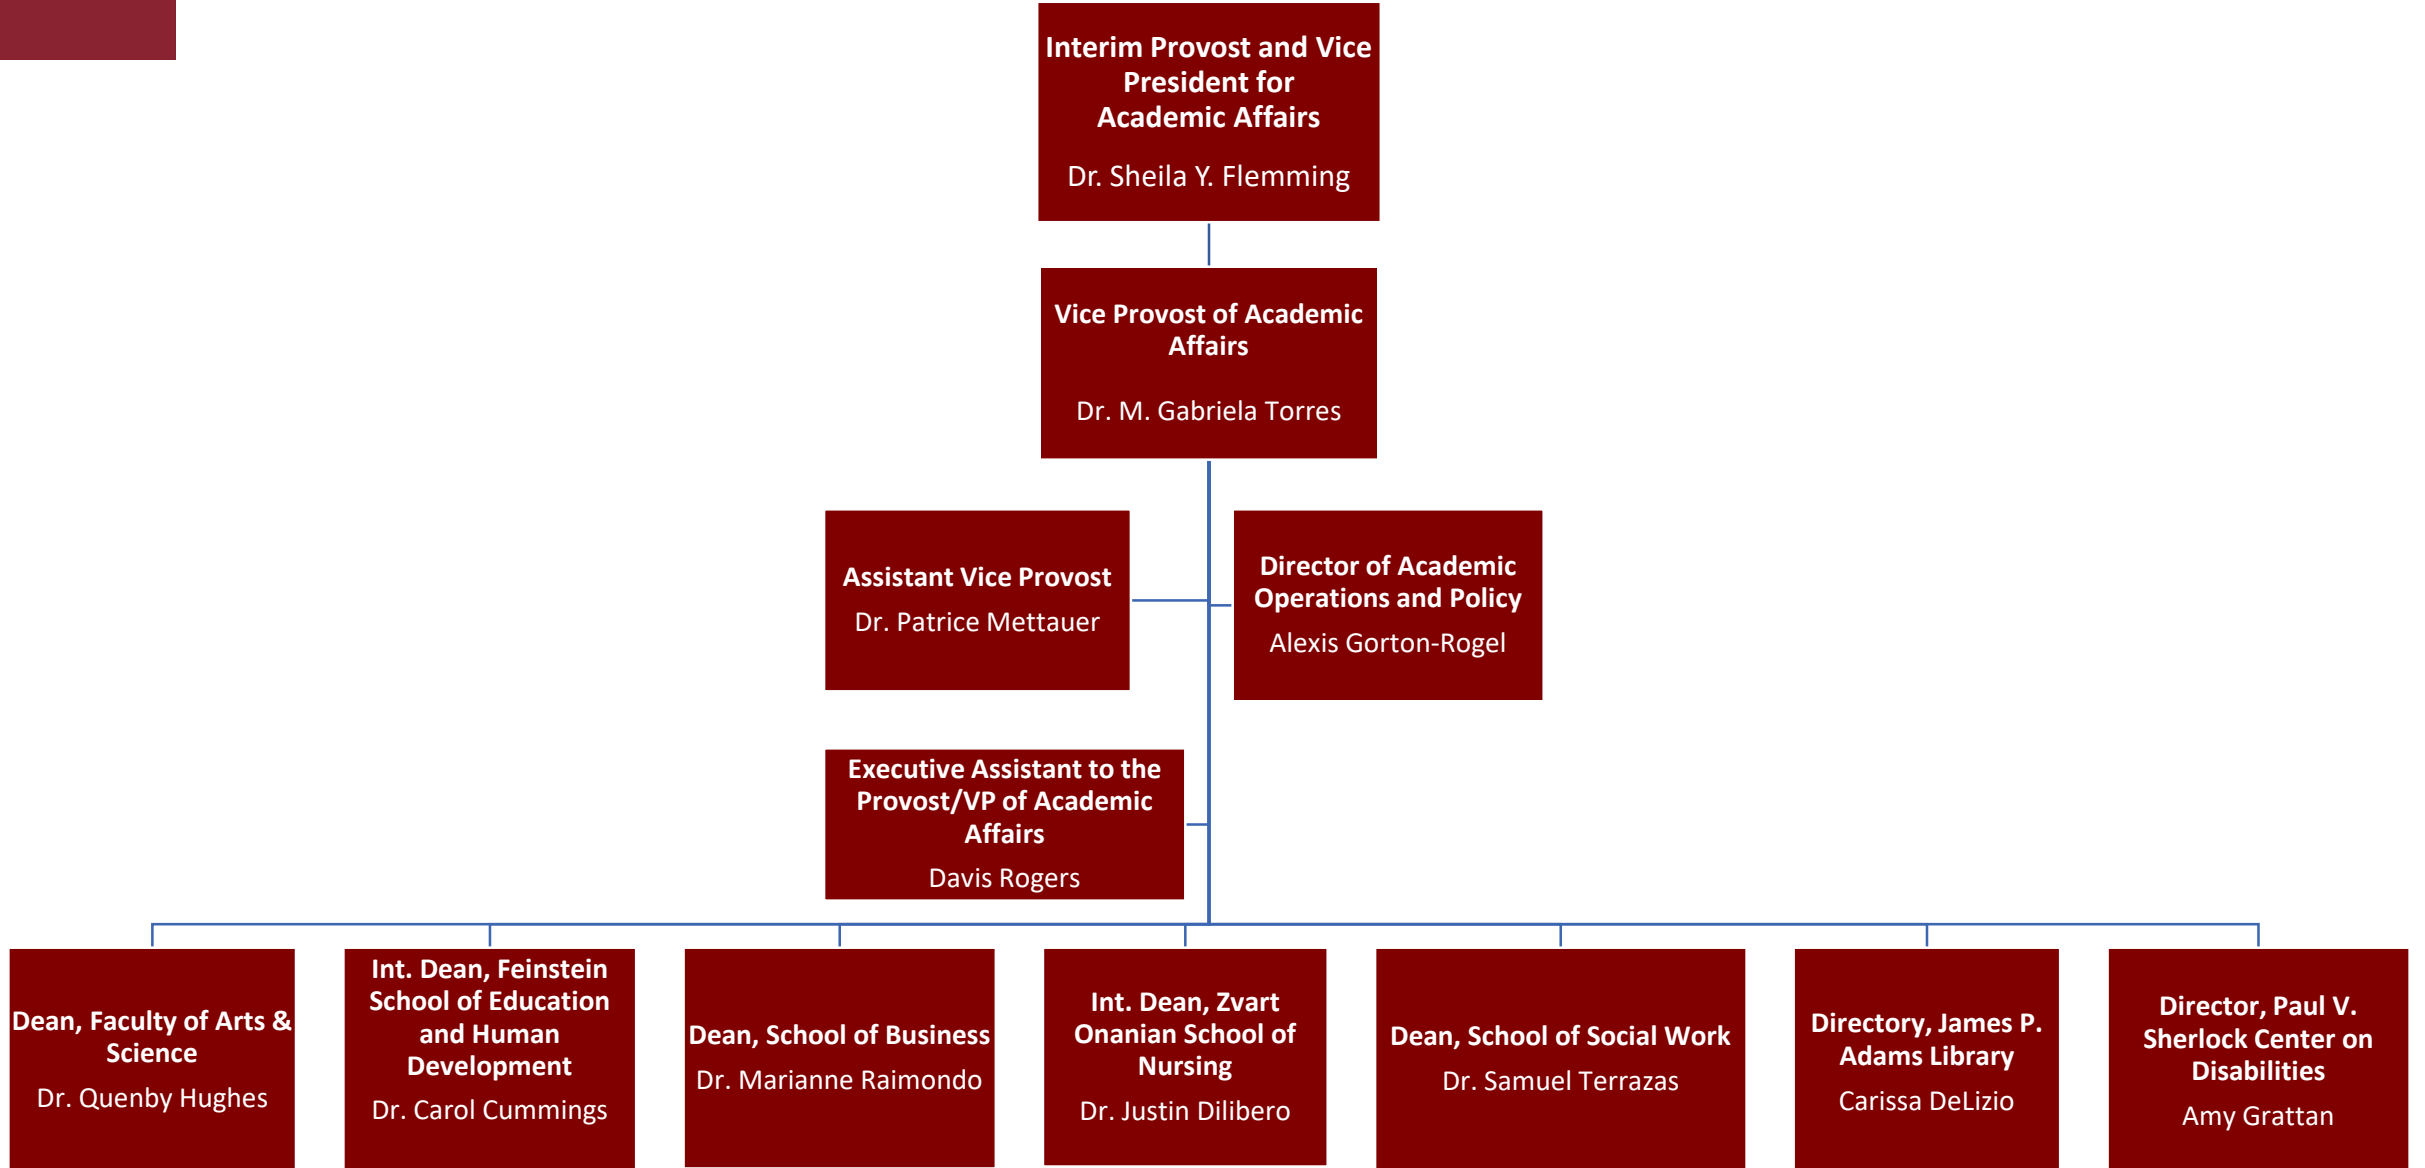 Interim Provost and Vice
President for
Academic Affairs
Dr. Sheila Y. Flemming
Vice Provost of Academic
Affairs
Dr. M. Gabriela Torres
Assistant Vice Provost
Dr. Patrice Mettauer
Director of Academic
Operations and Policy
Alexis Gorton-Rogel
Executive Assistant to the
Provost/VP of Academic
Affairs
Davis Rogers
Dean, Faculty of Arts &
Science
Dr. Quenby Hughes
Int. Dean, Feinstein
School of Education
and Human
Development
Dr. Carol Cummings
Dean, School of Business
Dr. Marianne Raimondo
Int. Dean, Zvart
Onanian School of
Nursing
Dr. Justin Dilibero
Dean, School of Social Work
Dr. Samuel Terrazas
Directory, James P.
Adams Library
Carissa DeLizio
Director, Paul V.
Sherlock Center on
Disabilities
Amy Grattan